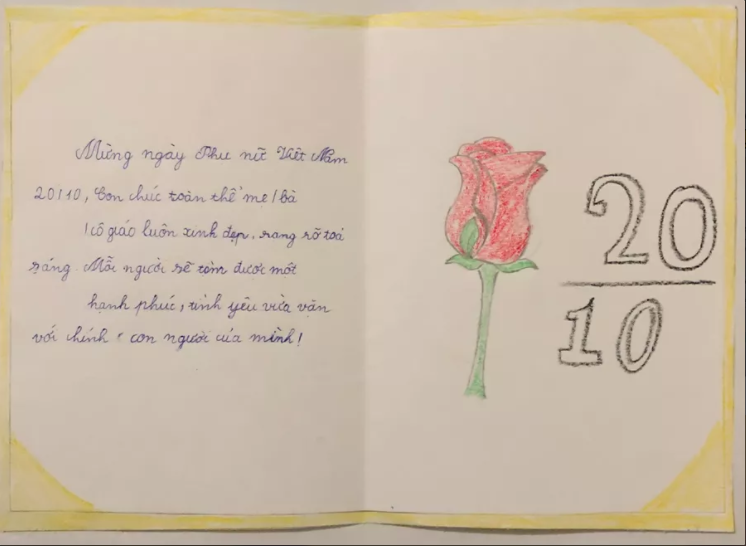 Mừng ngày Phụ nữ Việt Nam
20/10, Con chúc toàn thể mẹ/bà
/cô giáo luôn xinh đẹp, rạng rỡ toả
sáng. Mỗi người sẽ tìm được một
hạnh phúc, tình yêu vừa vặn
với chính con người của mình!
20
10